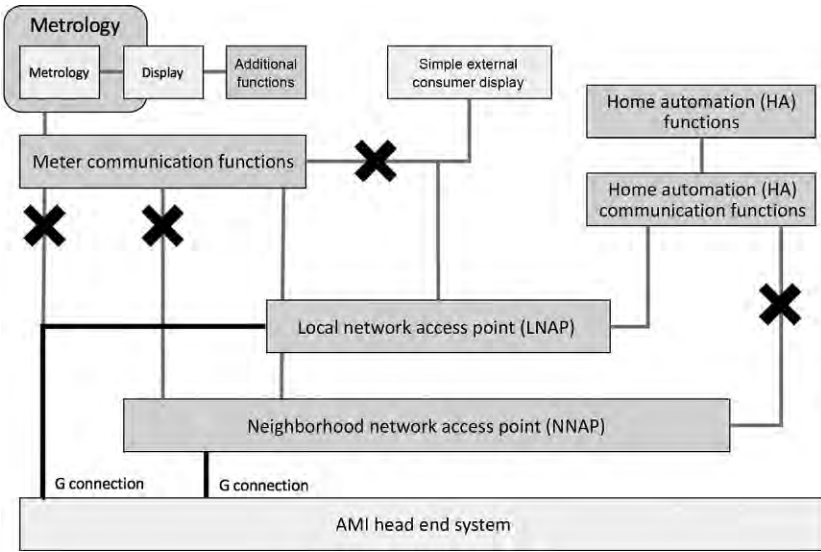 Metrology
Metrology
Display
Additional
functions
Simple external
consumer display
Home automation (HA)
functions
Meter communication functions
Home automation (HA)
communication functions
Local network access point (LNAP)
Neighborhood network access point (NNAP)
G connection
G connection
AMI head end system